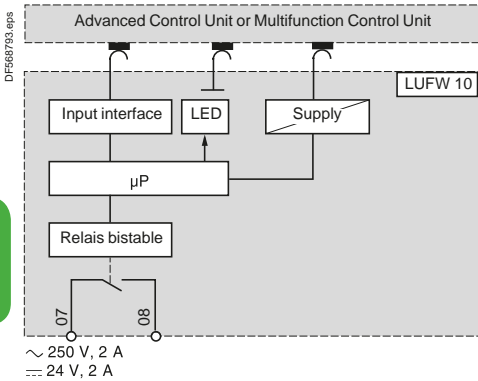 DF568793.eps
Advanced Control Unit or Multifunction Control Unit
LUFW 10
Input interface
LED
Supply
µP
Relais bistable
07
08
～ 250 V, 2 A
⎓ 24 V, 2 A